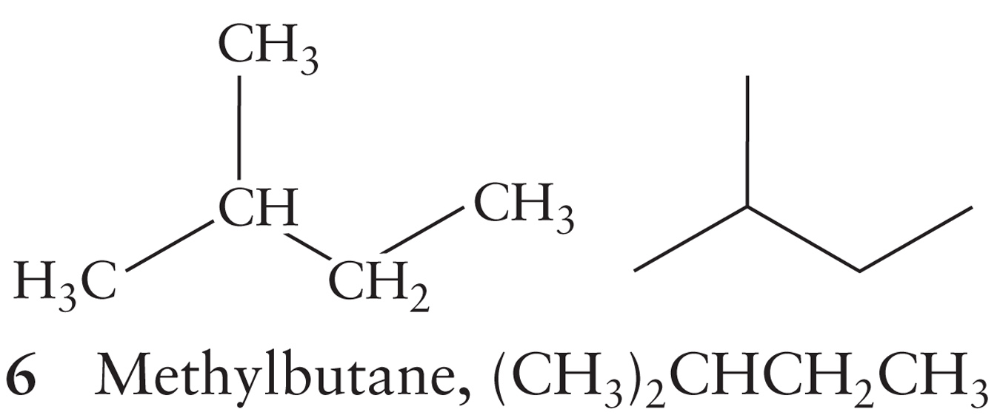 CH₃
CH
CH₃
H₃C
CH₂
6 Methylbutane, (CH₃)₂CHCH₂CH₃